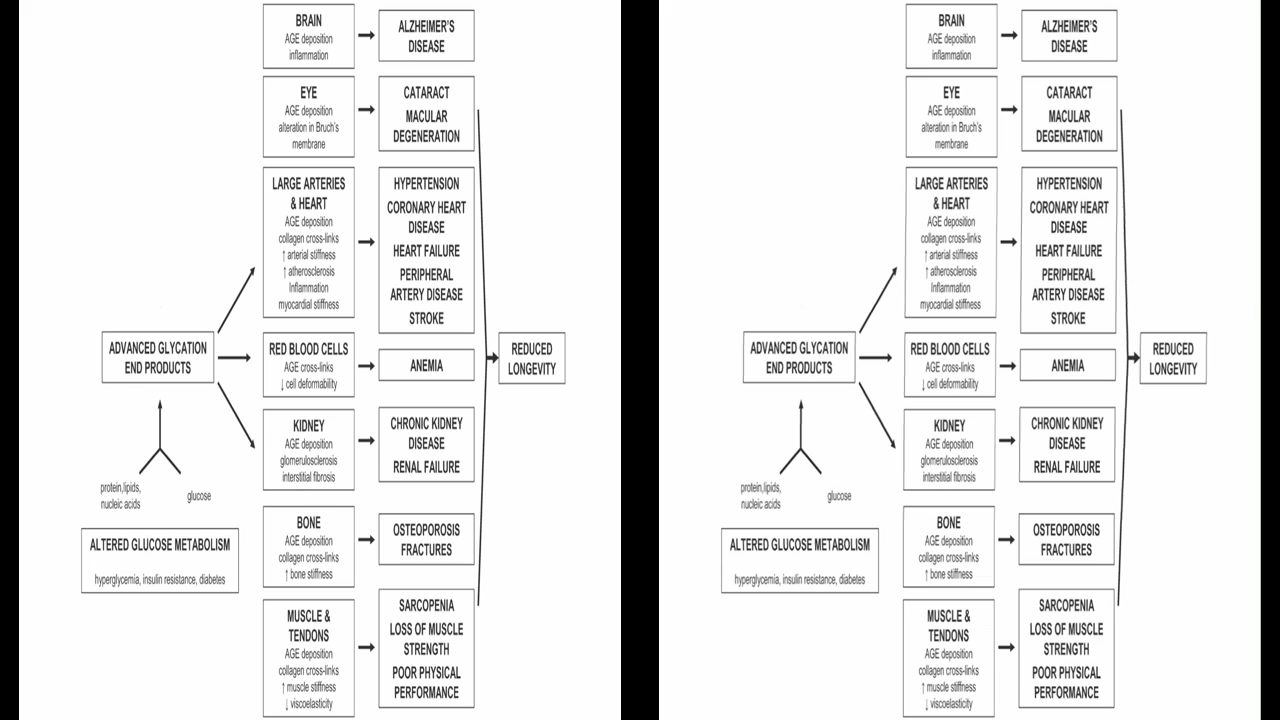 BRAIN
AGE deposition
inflammation
ALZHEIMER'S
DISEASE
EYE
AGE deposition
alteration in Bruch's
membrane
CATARACT
MACULAR
DEGENERATION
LARGE ARTERIES
& HEART
AGE deposition
collagen cross-links
↑ arterial stiffness
↑ atherosclerosis
Inflammation
myocardial stiffness
HYPERTENSION
CORONARY HEART
DISEASE
HEART FAILURE
PERIPHERAL
ARTERY DISEASE
STROKE
ADVANCED GLYCATION
END PRODUCTS
RED BLOOD CELLS
AGE cross-links
↓ cell deformability
ANEMIA
REDUCED
LONGEVITY
KIDNEY
AGE deposition
glomerulosclerosis
interstitial fibrosis
CHRONIC KIDNEY
DISEASE
RENAL FAILURE
protein,lipids,
nucleic acids
glucose
ALTERED GLUCOSE METABOLISM
hyperglycemia, insulin resistance, diabetes
BONE
AGE deposition
collagen cross-links
↑ bone stiffness
OSTEOPOROSIS
FRACTURES
MUSCLE &
TENDONS
AGE deposition
collagen cross-links
↑ muscle stiffness
↓ viscoelasticity
SARCOPENIA
LOSS OF MUSCLE
STRENGTH
POOR PHYSICAL
PERFORMANCE
BRAIN
AGE deposition
inflammation
ALZHEIMER'S
DISEASE
EYE
AGE deposition
alteration in Bruch's
membrane
CATARACT
MACULAR
DEGENERATION
LARGE ARTERIES
& HEART
AGE deposition
collagen cross-links
↑ arterial stiffness
↑ atherosclerosis
Inflammation
myocardial stiffness
HYPERTENSION
CORONARY HEART
DISEASE
HEART FAILURE
PERIPHERAL
ARTERY DISEASE
STROKE
ADVANCED GLYCATION
END PRODUCTS
RED BLOOD CELLS
AGE cross-links
↓ cell deformability
ANEMIA
REDUCED
LONGEVITY
KIDNEY
AGE deposition
glomerulosclerosis
interstitial fibrosis
CHRONIC KIDNEY
DISEASE
RENAL FAILURE
protein,lipids,
nucleic acids
glucose
ALTERED GLUCOSE METABOLISM
hyperglycemia, insulin resistance, diabetes
BONE
AGE deposition
collagen cross-links
↑ bone stiffness
OSTEOPOROSIS
FRACTURES
MUSCLE &
TENDONS
AGE deposition
collagen cross-links
↑ muscle stiffness
↓ viscoelasticity
SARCOPENIA
LOSS OF MUSCLE
STRENGTH
POOR PHYSICAL
PERFORMANCE